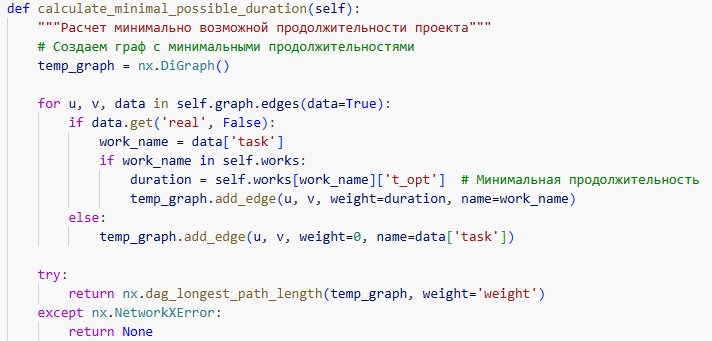 def calculate_minimal_possible_duration(self):
    """Расчет минимально возможной продолжительности проекта"""
    # Создаем граф с минимальными продолжительностями
    temp_graph = nx.DiGraph()

    for u, v, data in self.graph.edges(data=True):
        if data.get('real', False):
            work_name = data['task']
            if work_name in self.works:
                duration = self.works[work_name]['t_opt']  # Минимальная продолжительность
                temp_graph.add_edge(u, v, weight=duration, name=work_name)
        else:
            temp_graph.add_edge(u, v, weight=0, name=data['task'])

    try:
        return nx.dag_longest_path_length(temp_graph, weight='weight')
    except nx.NetworkXError:
        return None